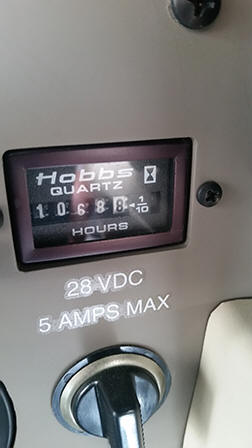 Hobbs
QUARTZ
10688 1/10
HOURS
28 VDC
5 AMPS MAX